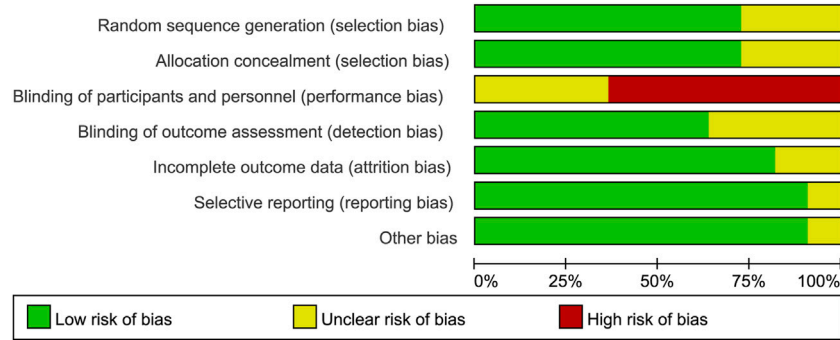 Random sequence generation (selection bias)
Allocation concealment (selection bias)
Blinding of participants and personnel (performance bias)
Blinding of outcome assessment (detection bias)
Incomplete outcome data (attrition bias)
Selective reporting (reporting bias)
Other bias
0% 25% 50% 75% 100%
Low risk of bias Unclear risk of bias High risk of bias